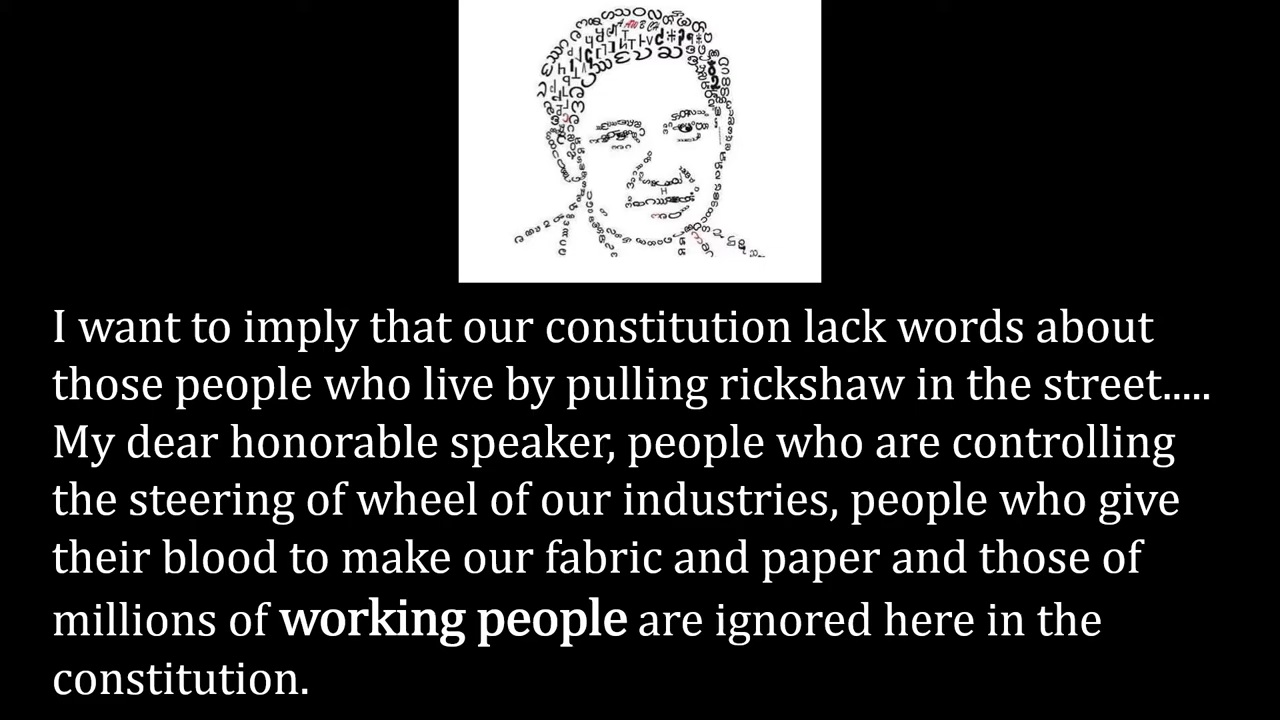 I want to imply that our constitution lack words about
those people who live by pulling rickshaw in the street.....
My dear honorable speaker, people who are controlling
the steering of wheel of our industries, people who give
their blood to make our fabric and paper and those of
millions of working people are ignored here in the
constitution.